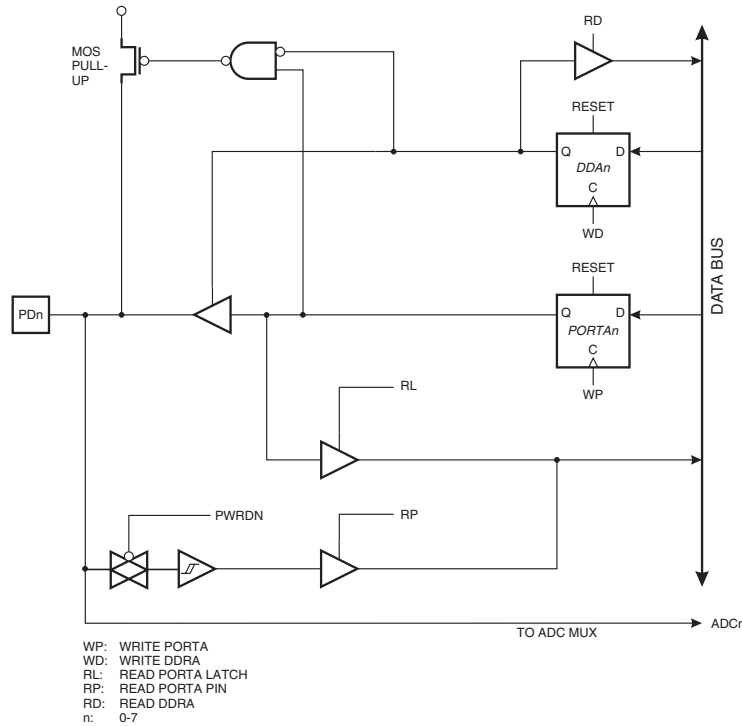 RD
MOS
PULL-
UP
RESET
Q D
DDAn
C
WD
DATA BUS
RESET
PDn
Q D
PORTAn
C
RL
WP
PWRDN
RP
TO ADC MUX
ADCn
WP: WRITE PORTA
WD: WRITE DDRA
RL: READ PORTA LATCH
RP: READ PORTA PIN
RD: READ DDRA
n: 0-7